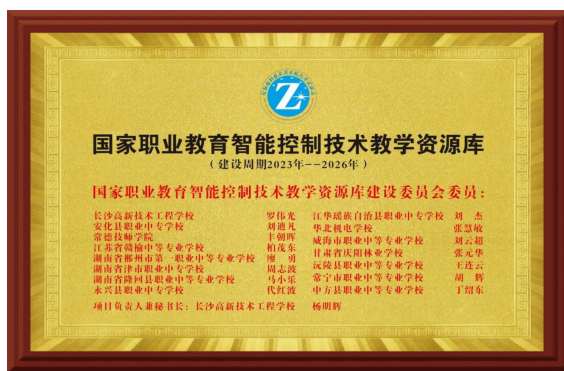 国家职业教育智能控制技术教学资源库
（建设周期2023年--2026年）
国家职业教育智能控制技术教学资源库建设委员会委员：
长沙高新技术工程学校 罗伟光 江华瑶族自治县职业中专学校 刘 杰
安化县职业中专学校 刘迪凡 华北机电学校 张慧敏
常德技师学院 丰朝晖 威海市职业中等专业学校 刘云超
江苏省赣榆中等专业学校 柏茂东 甘肃省庆阳林业学校 张元华
湖南省郴州市第一职业中等专业学校 廖 勇 沅陵县职业中等专业学校 王连云
湖南省津市职业中专学校 周志波 常宁市职业中等专业学校 胡 辉
湖南省隆回县职业中等专业学校 马小乐 中方县职业中等专业学校 丁绍东
永兴县职业中专学校 代红波
项目负责人兼秘书长：长沙高新技术工程学校 杨明辉